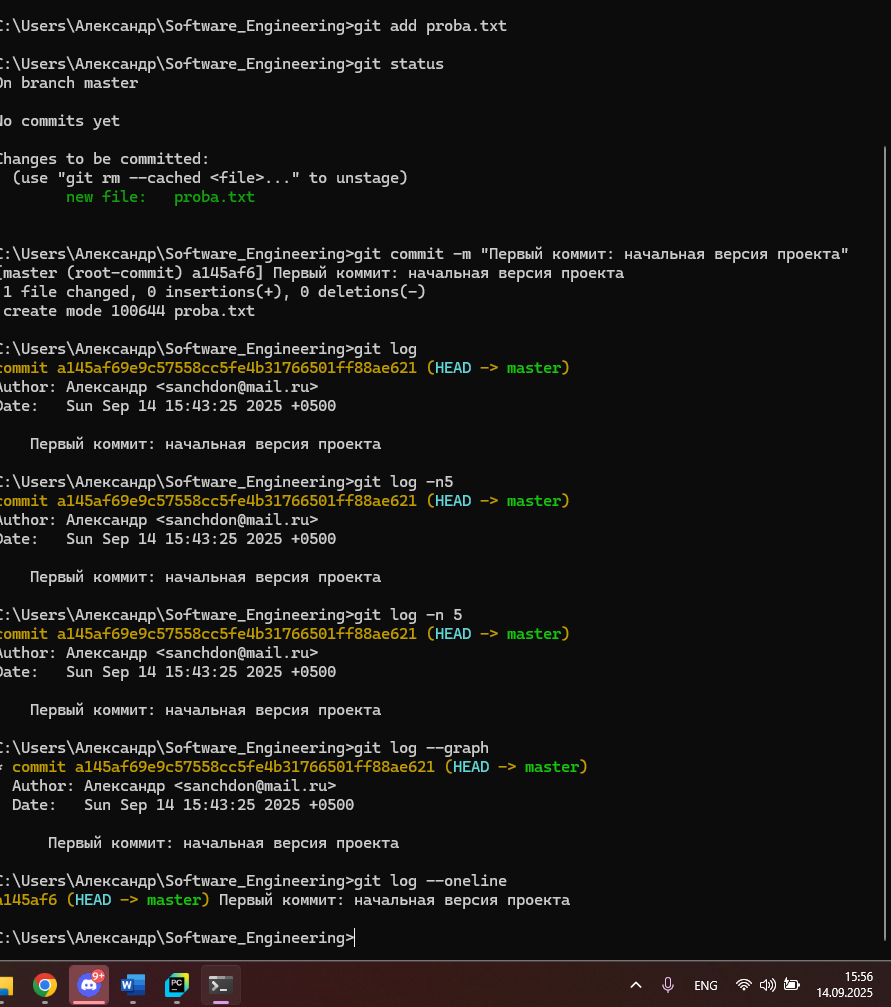 :\Users\Александр\Software_Engineering>git add proba.txt
:\Users\Александр\Software_Engineering>git status
On branch master
No commits yet
Changes to be committed:
(use "git rm --cached <file>..." to unstage)
new file:   proba.txt
:\Users\Александр\Software_Engineering>git commit -m "Первый коммит: начальная версия проекта"
[master (root-commit) a145af6] Первый коммит: начальная версия проекта
1 file changed, 0 insertions(+), 0 deletions(-)
create mode 100644 proba.txt
:\Users\Александр\Software_Engineering>git log
commit a145af69e9c57558cc5fe4b31766501ff88ae621 (HEAD -> master)
Author: Александр <sanchdon@mail.ru>
Date:   Sun Sep 14 15:43:25 2025 +0500
Первый коммит: начальная версия проекта
:\Users\Александр\Software_Engineering>git log -n5
commit a145af69e9c57558cc5fe4b31766501ff88ae621 (HEAD -> master)
Author: Александр <sanchdon@mail.ru>
Date:   Sun Sep 14 15:43:25 2025 +0500
Первый коммит: начальная версия проекта
:\Users\Александр\Software_Engineering>git log -n 5
commit a145af69e9c57558cc5fe4b31766501ff88ae621 (HEAD -> master)
Author: Александр <sanchdon@mail.ru>
Date:   Sun Sep 14 15:43:25 2025 +0500
Первый коммит: начальная версия проекта
:\Users\Александр\Software_Engineering>git log --graph
* commit a145af69e9c57558cc5fe4b31766501ff88ae621 (HEAD -> master)
Author: Александр <sanchdon@mail.ru>
Date:   Sun Sep 14 15:43:25 2025 +0500
Первый коммит: начальная версия проекта
:\Users\Александр\Software_Engineering>git log --oneline
a145af6 (HEAD -> master) Первый коммит: начальная версия проекта
:\Users\Александр\Software_Engineering>
9+
W
PC
ENG
15:56
14.09.2025